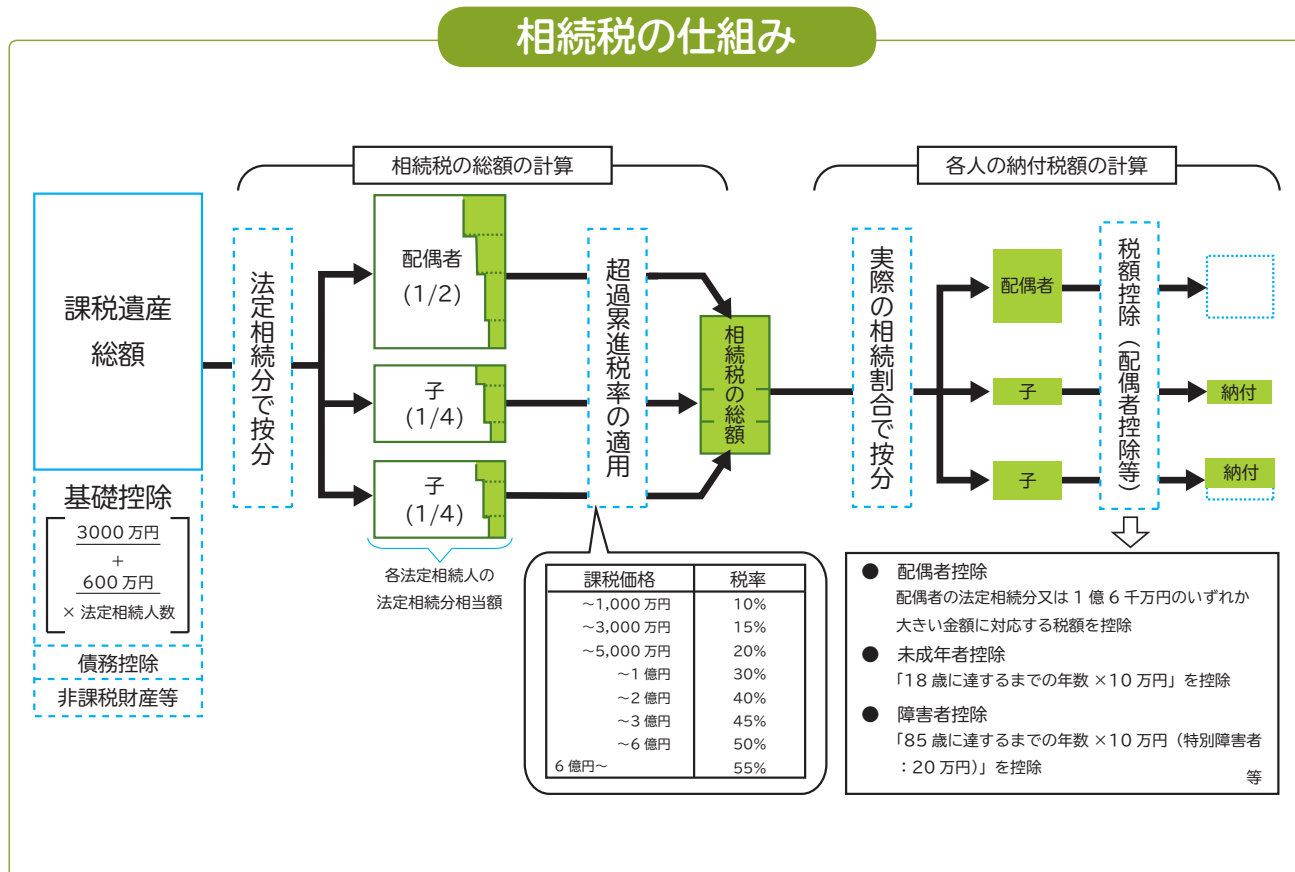 相続税の仕組み
相続税の総額の計算
各人の納付税額の計算
課税遺産
総額
基礎控除
3000万円
+
600万円
× 法定相続人数
債務控除
非課税財産等
法定相続分で按分
配偶者
(1/2)
子
(1/4)
子
(1/4)
各法定相続人の
法定相続分相当額
超過累進税率の適用
課税価格 税率
～1,000万円 10%
～3,000万円 15%
～5,000万円 20%
～1億円 30%
～2億円 40%
～3億円 45%
～6億円 50%
6億円～ 55%
相続税の総額
実際の相続割合で按分
配偶者
子
子
税額控除（配偶者控除等）
納付
納付
● 配偶者控除
配偶者の法定相続分又は1億6千万円のいずれか
大きい金額に対応する税額を控除
● 未成年者控除
「18歳に達するまでの年数×10万円」を控除
● 障害者控除
「85歳に達するまでの年数×10万円（特別障害者
：20万円）」を控除
等